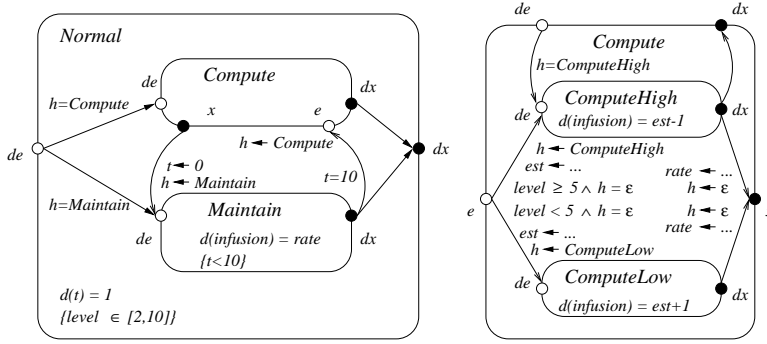 Normal
Compute
de
dx
h=Compute
x
e
h ← Compute
de
dx
t ← 0
h ← Maintain
t=10
h=Maintain
Maintain
de
d(infusion) = rate
dx
{t<10}
d(t) = 1
{level ∈ [2,10]}
de
dx
Compute
h=ComputeHigh
ComputeHigh
de
dx
d(infusion) = est-1
h ← ComputeHigh
est ← ...
rate ← ...
level ≥ 5 ∧ h = ε
h ← ε
e
level < 5 ∧ h = ε
h ← ε
est ← ...
rate ← ...
h ← ComputeLow
ComputeLow
de
dx
d(infusion) = est+1